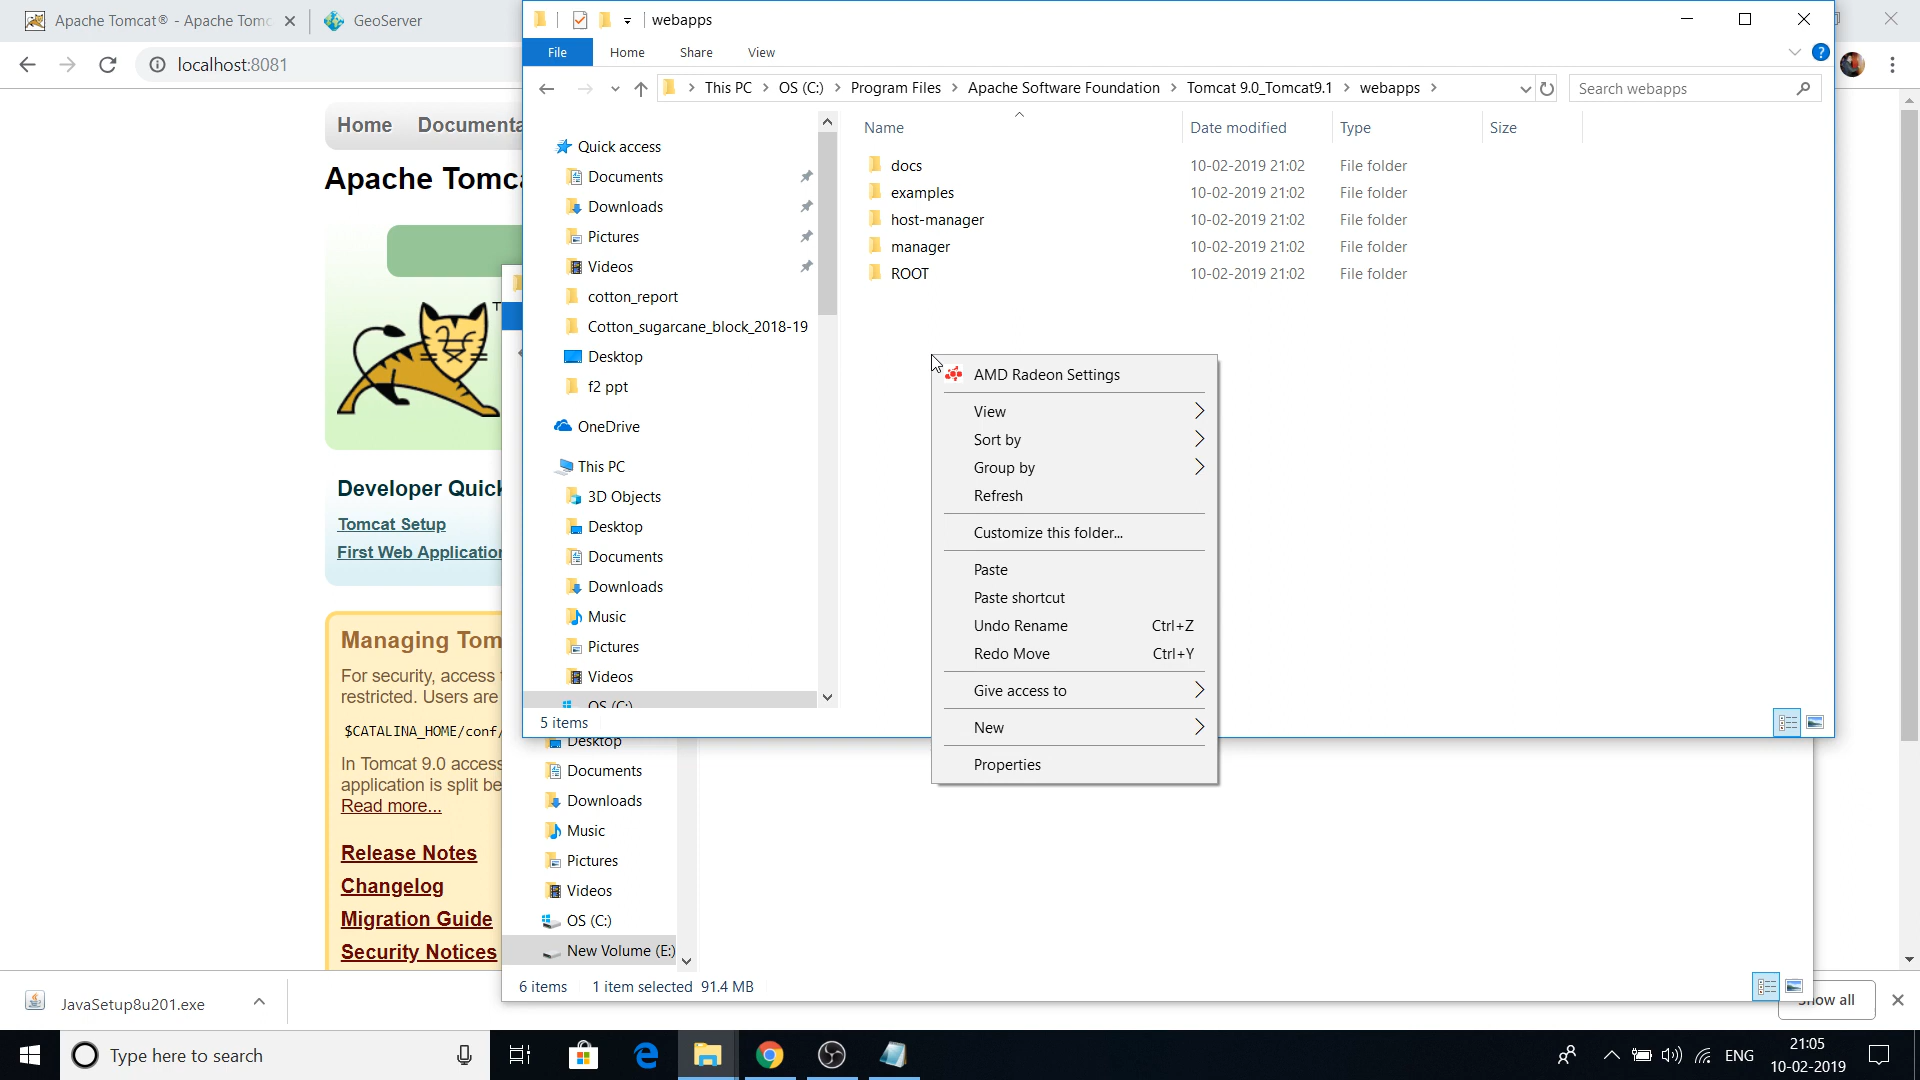 Apache Tomcat® - Apache Tomc
GeoServer
webapps
File
Home
Share
View
localhost:8081
This PC
OS (C:)
Program Files
Apache Software Foundation
Tomcat 9.0_Tomcat9.1
webapps
Search webapps
Name
Date modified
Type
Size
docs
10-02-2019 21:02
File folder
examples
10-02-2019 21:02
File folder
host-manager
10-02-2019 21:02
File folder
manager
10-02-2019 21:02
File folder
ROOT
10-02-2019 21:02
File folder
Quick access
Documents
Downloads
Pictures
Videos
cotton_report
Cotton_sugarcane_block_2018-19
Desktop
f2 ppt
OneDrive
This PC
3D Objects
Desktop
Documents
Downloads
Music
Pictures
Videos
OS (C:)
5 items
AMD Radeon Settings
View
Sort by
Group by
Refresh
Customize this folder...
Paste
Paste shortcut
Undo Rename Ctrl+Z
Redo Move Ctrl+Y
Give access to
New
Properties
Home
Documenta
Apache Tomca
Developer Quick
Tomcat Setup
First Web Application
Managing Tom
For security, access
restricted. Users are
$CATALINA_HOME/conf/
In Tomcat 9.0 access
application is split be
Read more...
Release Notes
Changelog
Migration Guide
Security Notices
Desktop
Documents
Downloads
Music
Pictures
Videos
OS (C:)
New Volume (E:)
6 items
1 item selected 91.4 MB
JavaSetup8u201.exe
Show all
Type here to search
ENG
21:05
10-02-2019